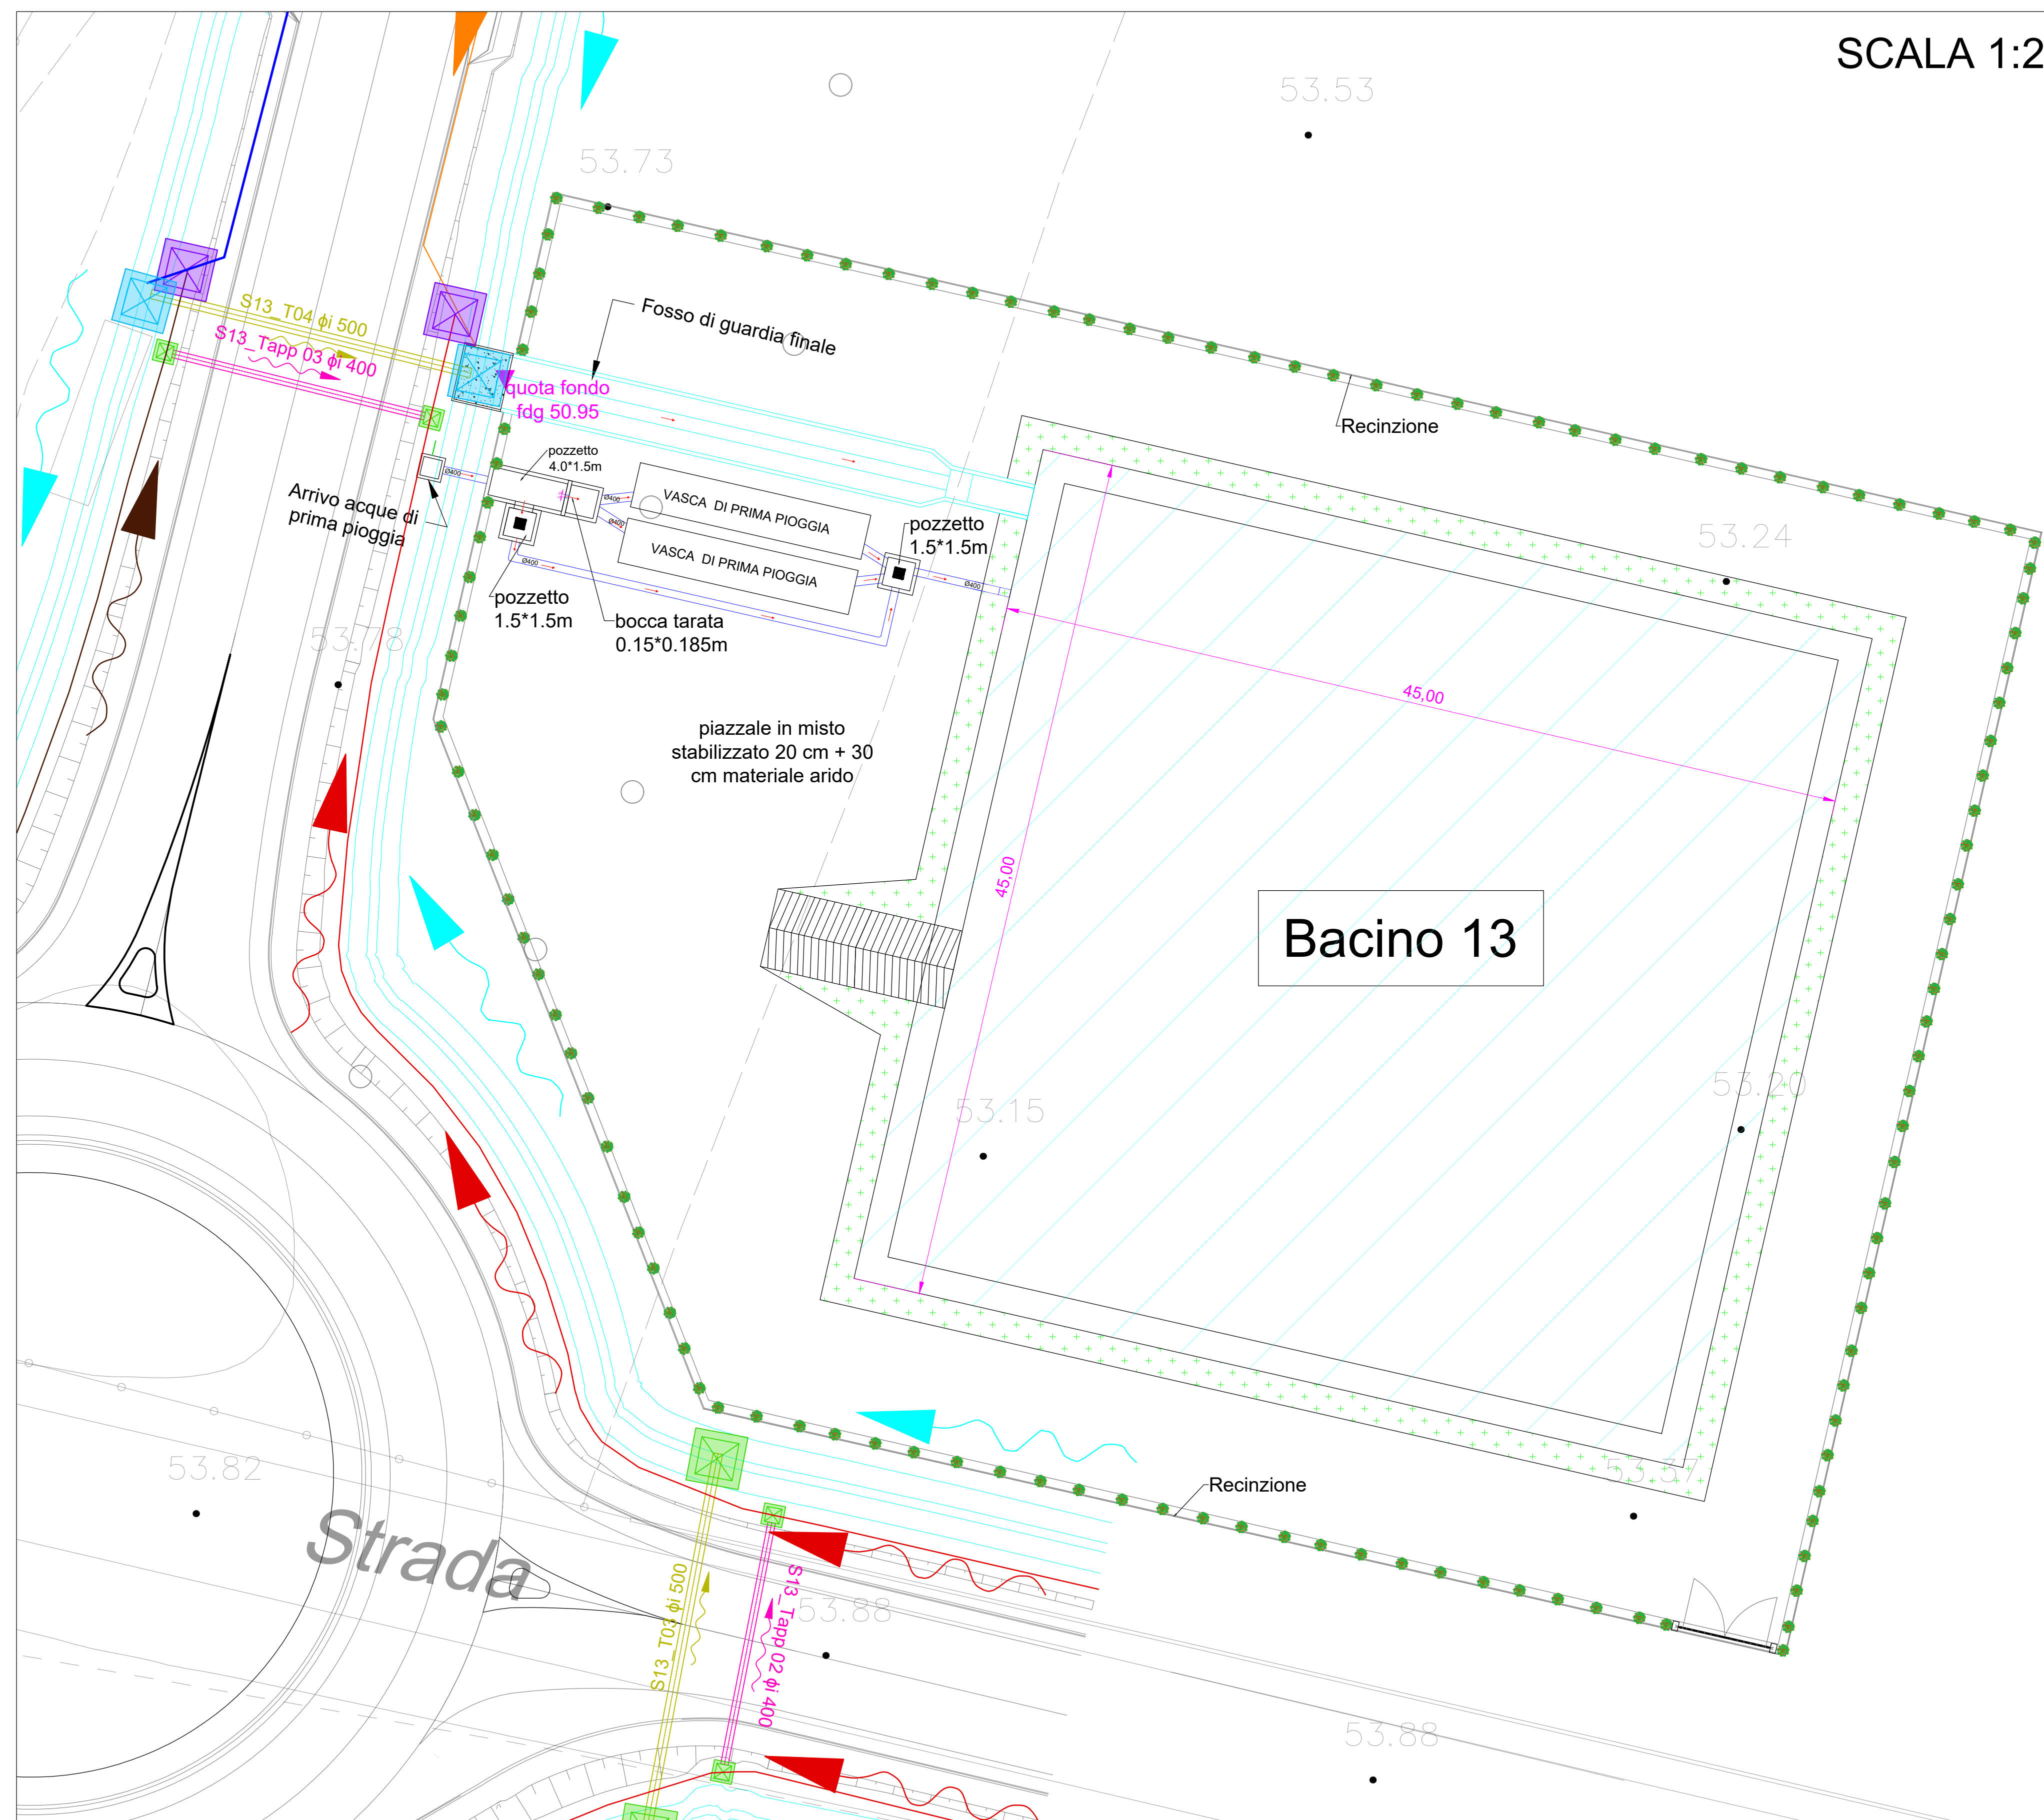 SCALA 1:2
53.53
53.73
S13_T04 ϕi 500
S13_Tapp 03 ϕi 400
Fosso di guardia finale
quota fondo
fdg 50.95
Recinzione
pozzetto
4.0*1.5m
Ø400
Ø400
Ø400
VASCA DI PRIMA PIOGGIA
VASCA DI PRIMA PIOGGIA
Arrivo acque di
prima pioggia
pozzetto
1.5*1.5m
Ø400
Ø400
53.24
pozzetto
1.5*1.5m
bocca tarata
0.15*0.185m
53.78
45,00
piazzale in misto
stabilizzato 20 cm + 30
cm materiale arido
45,00
Bacino 13
53.20
53.15
53.82
53.37
Recinzione
Strada
S13_T03 ϕi 500
S13_Tapp 02 ϕi 400
53.88
53.88